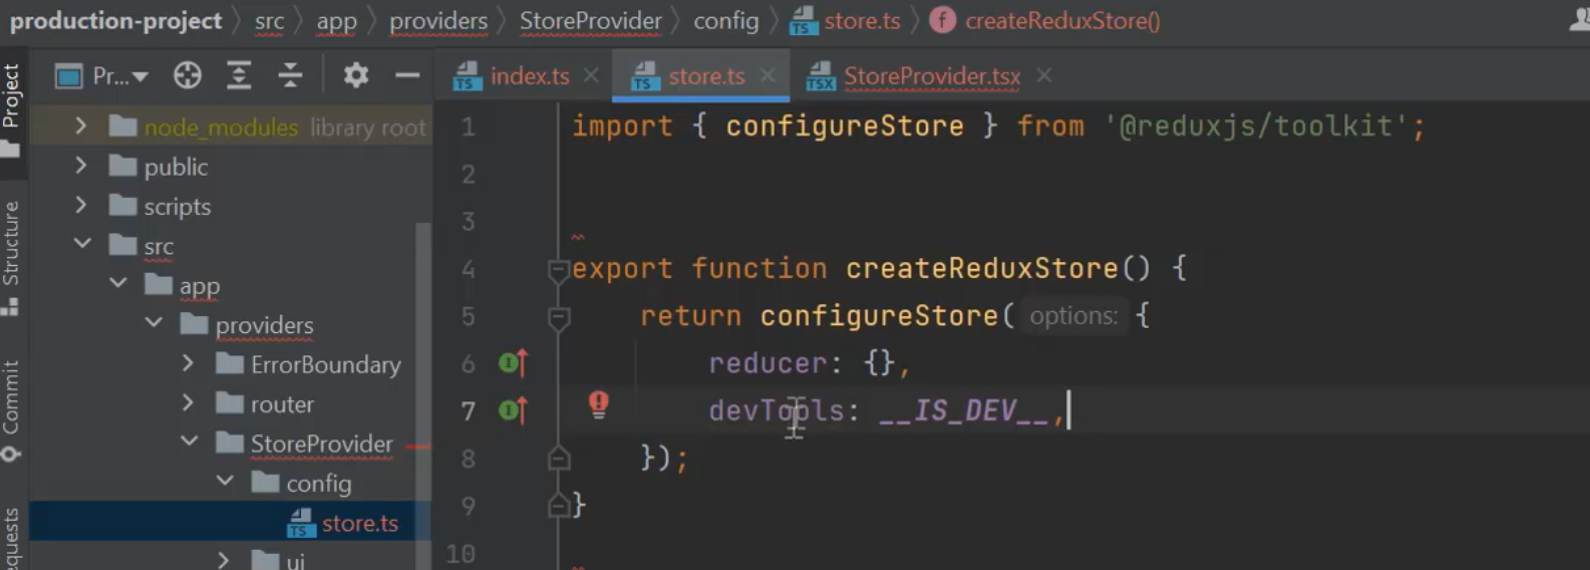 production-project > src > app > providers > StoreProvider > config > store.ts > createReduxStore()
Project
Structure
Commit
equests
Pr...
node_modules library root
public
scripts
src
app
providers
ErrorBoundary
router
StoreProvider
config
store.ts
ui
index.ts
store.ts
StoreProvider.tsx
1 import { configureStore } from '@reduxjs/toolkit';
2
3
4 export function createReduxStore() {
5 return configureStore( options: {
6 reducer: {},
7 devTools: __IS_DEV__,
8 });
9 }
10